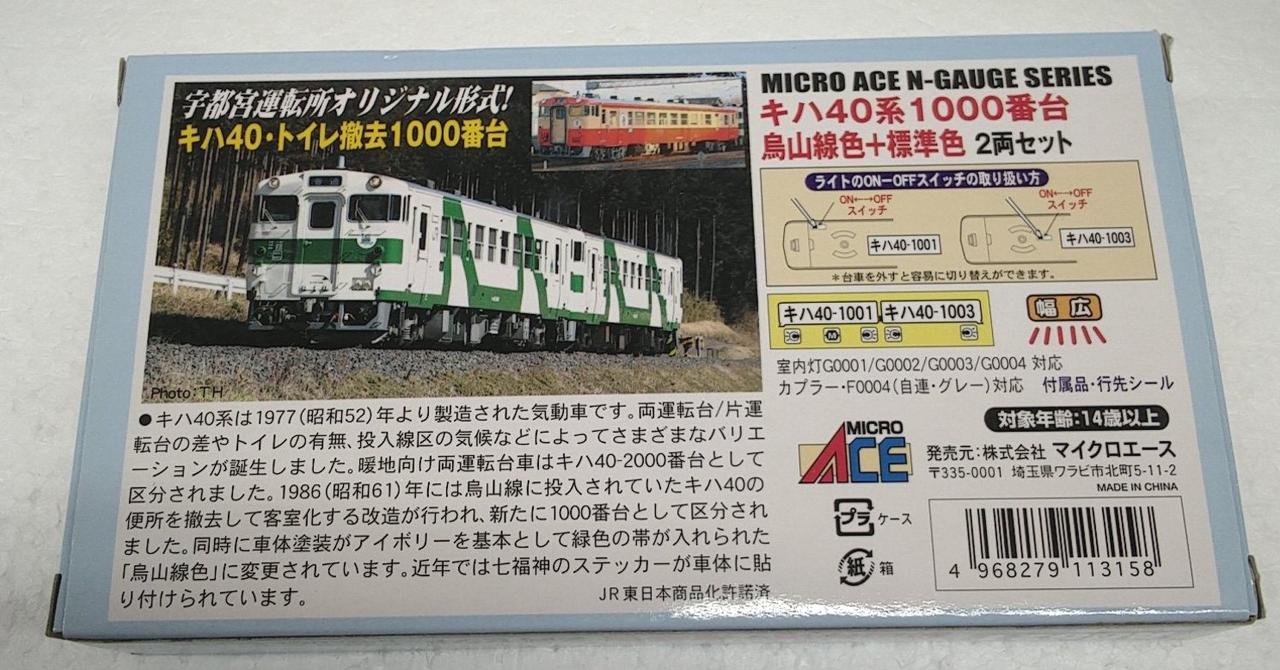 宇都宮運転所オリジナル形式!
キハ40・トイレ撤去1000番台
Photo:TH
●キハ40系は1977(昭和52)年より製造された気動車です。両運転台/片運
転台の差やトイレの有無、投入線区の気候などによってさまざまなバリエ
ーションが誕生しました。暖地向け両運転台車はキハ40-2000番台として
区分されました。1986(昭和61)年には烏山線に投入されていたキハ40の
便所を撤去して客室化する改造が行われ、新たに1000番台として区分され
ました。同時に車体塗装がアイボリーを基本として緑色の帯が入れられた
「烏山線色」に変更されています。近年では七福神のステッカーが車体に貼
り付けられています。
JR東日本商品化許諾済
MICRO ACE N-GAUGE SERIES
キハ40系1000番台
烏山線色+標準色 2両セット
ライトのON-OFFスイッチの取り扱い方
ON←→OFF
スイッチ
キハ40-1001
ON←→OFF
スイッチ
キハ40-1003
*台車を外すと容易に切り替えができます。
キハ40-1001 キハ40-1003
C M C C
幅広
室内灯G0001/G0002/G0003/G0004 対応
カプラー・F0004(自連・グレー)対応 付属品・行先シール
対象年齢:14歳以上
MICRO
ACE
発売元:株式会社 マイクロエース
〒335-0001 埼玉県ワラビ市北町5-11-2
MADE IN CHINA
プラ ケース
紙 箱
4 968279 113158